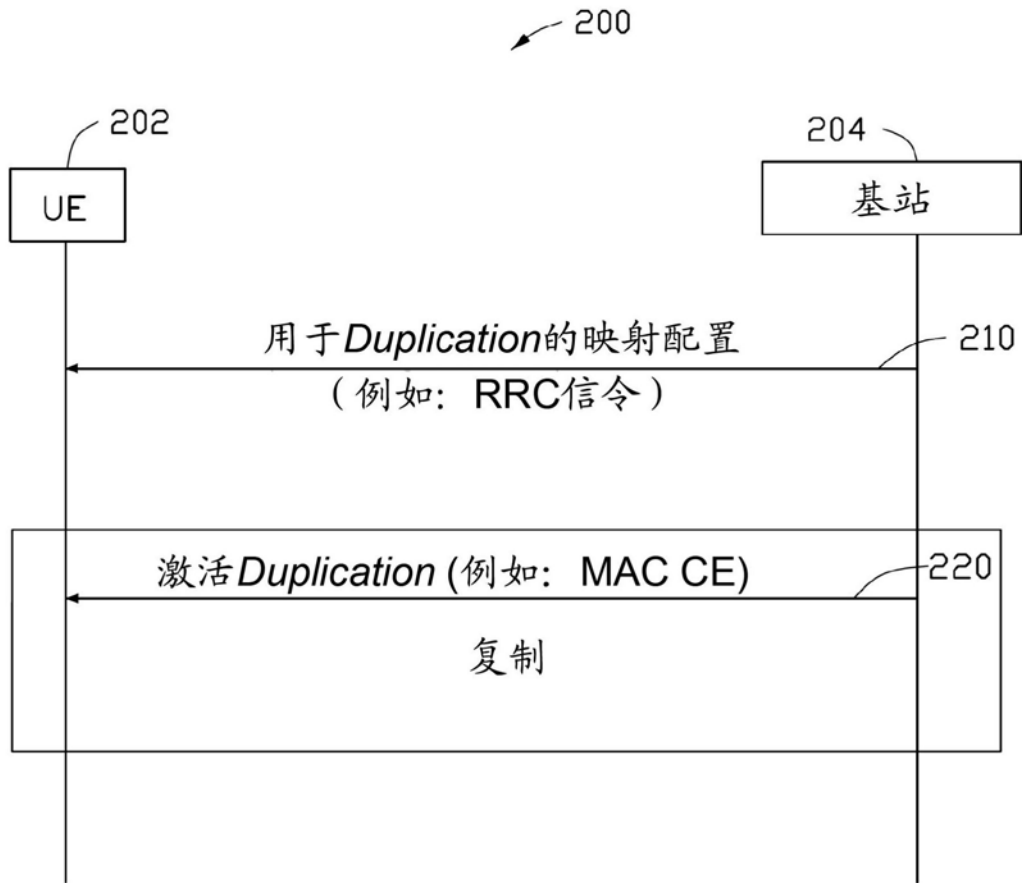 200
202
204
UE
基站
用于Duplication的映射配置
210
（例如：RRC信令）
激活Duplication (例如：MAC CE)
220
复制